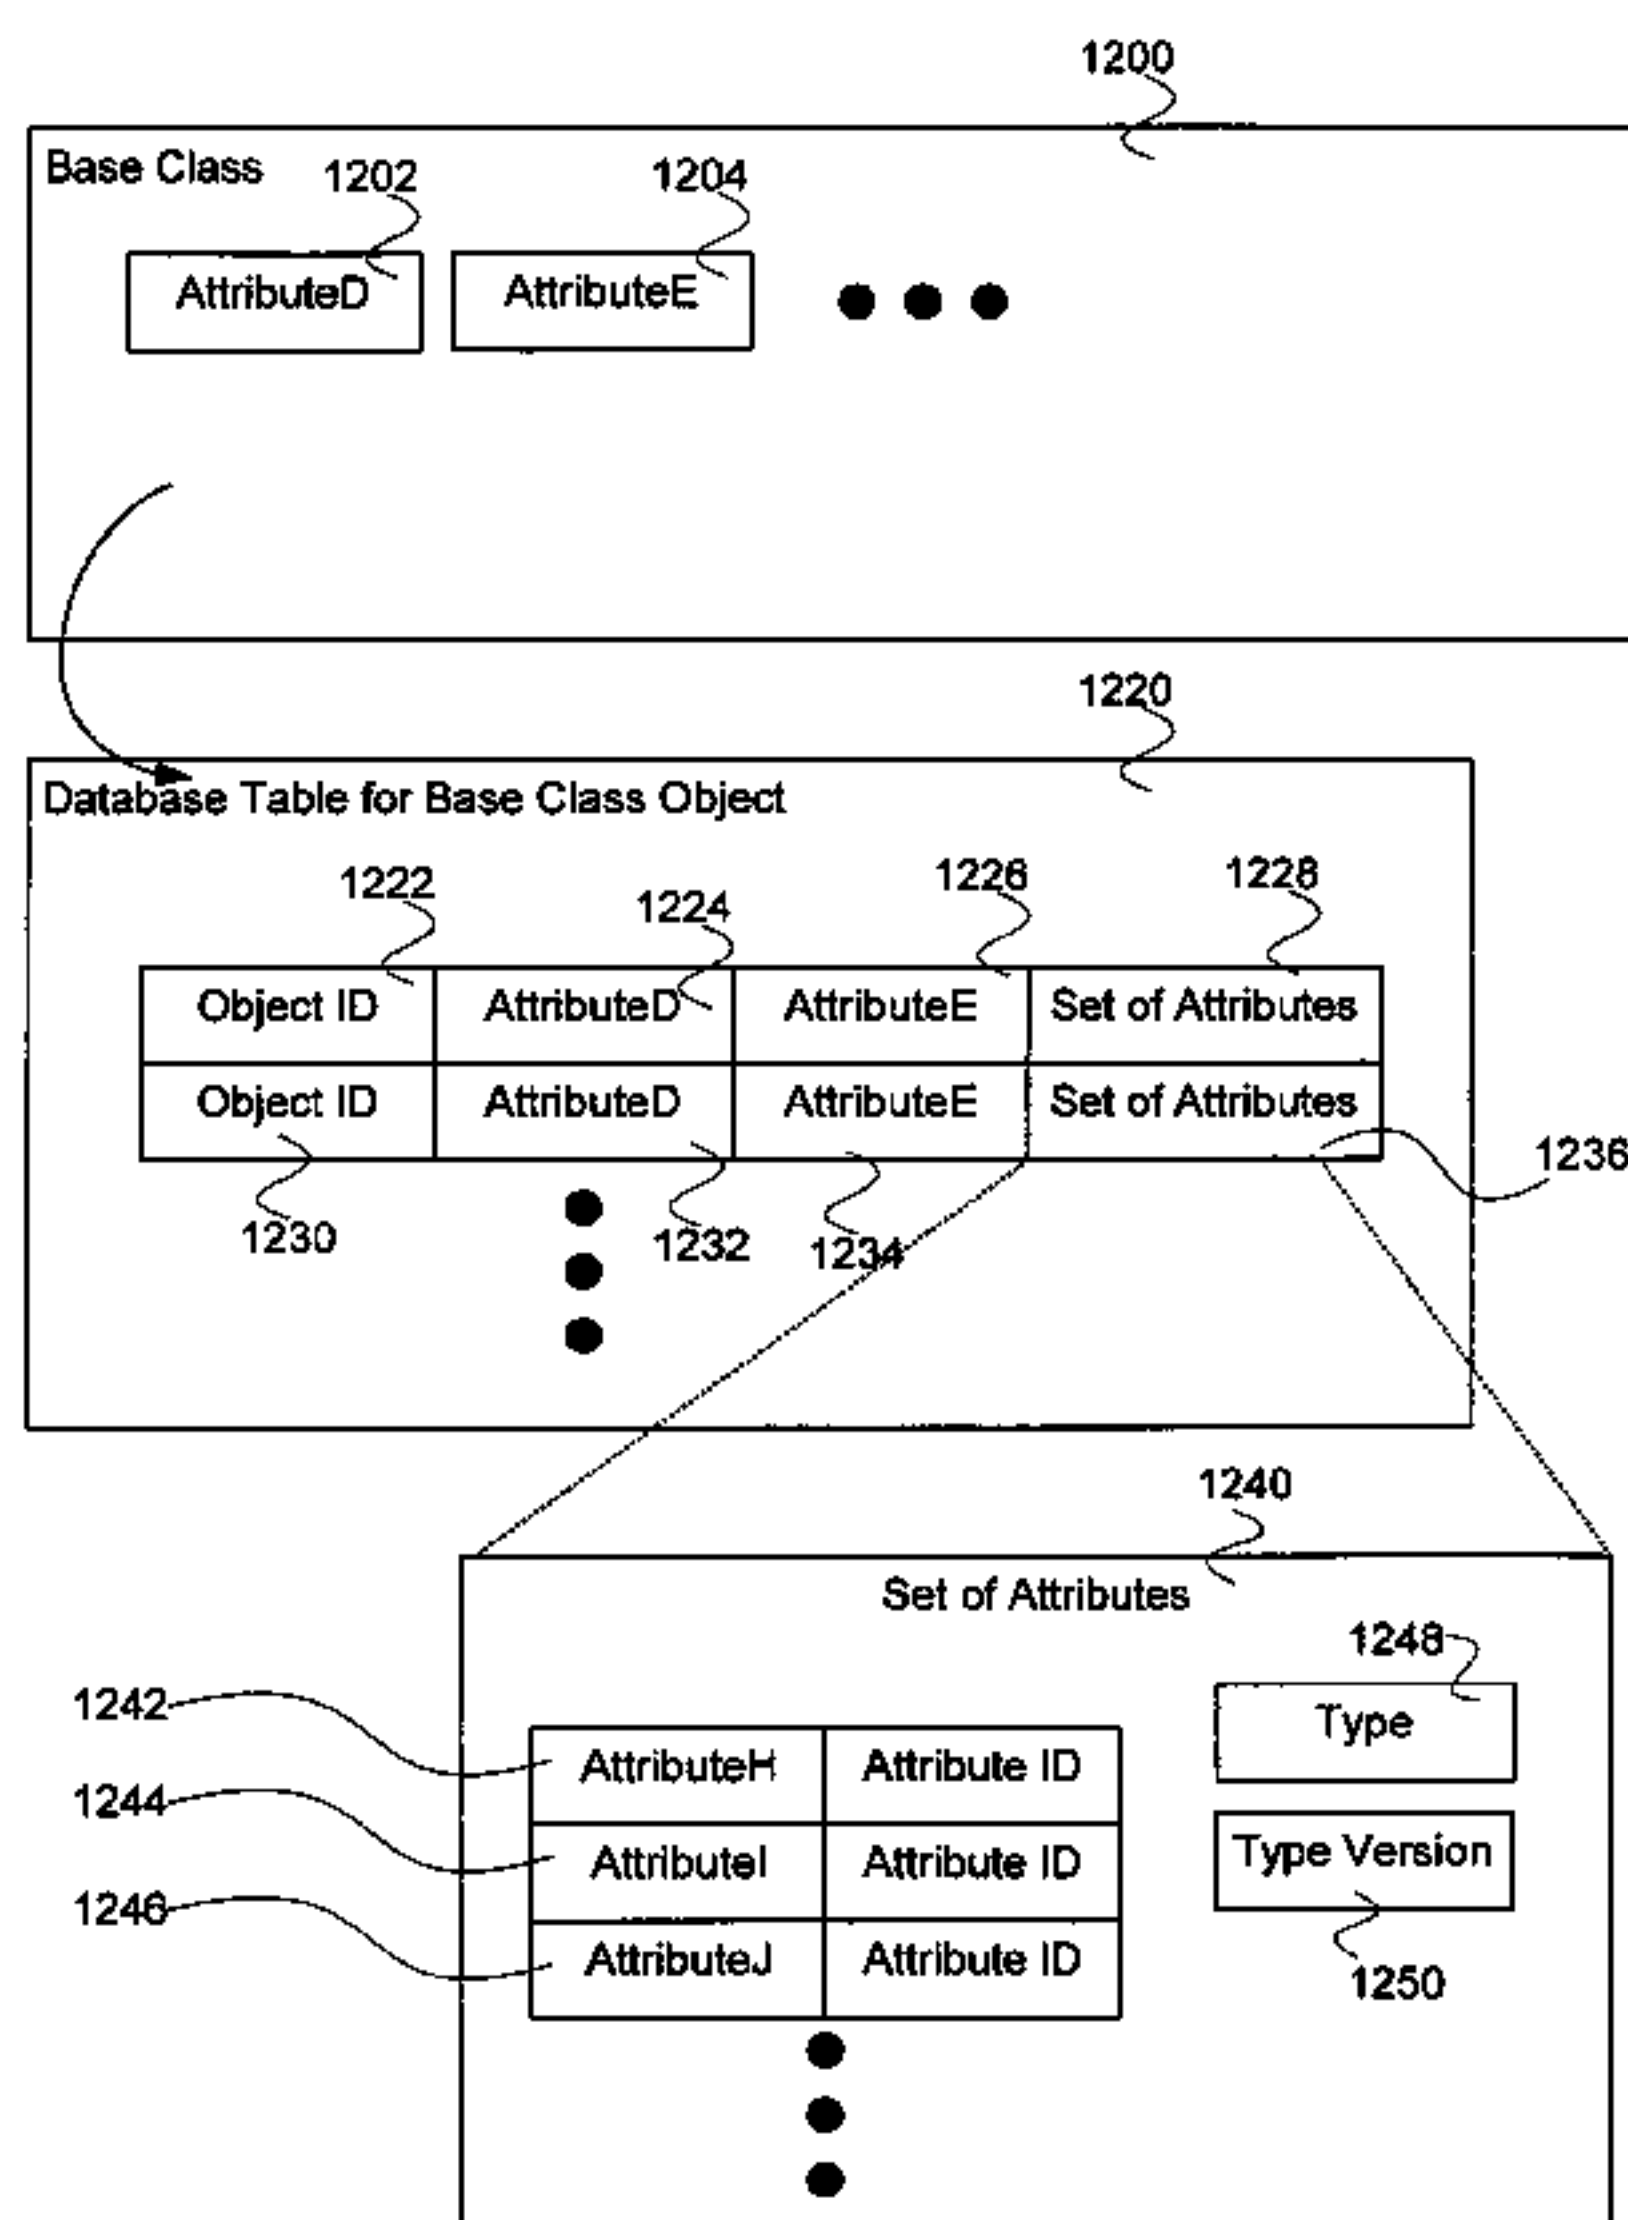 1200
Base Class
1202
1204
AttributeD
AttributeE
1220
Database Table for Base Class Object
1222
1224
1226
1228
Object ID
AttributeD
AttributeE
Set of Attributes
Object ID
AttributeD
AttributeE
Set of Attributes
1236
1230
1232
1234
1240
Set of Attributes
1248
1242
AttributeH
Attribute ID
Type
1244
AttributeI
Attribute ID
Type Version
1246
AttributeJ
Attribute ID
1250